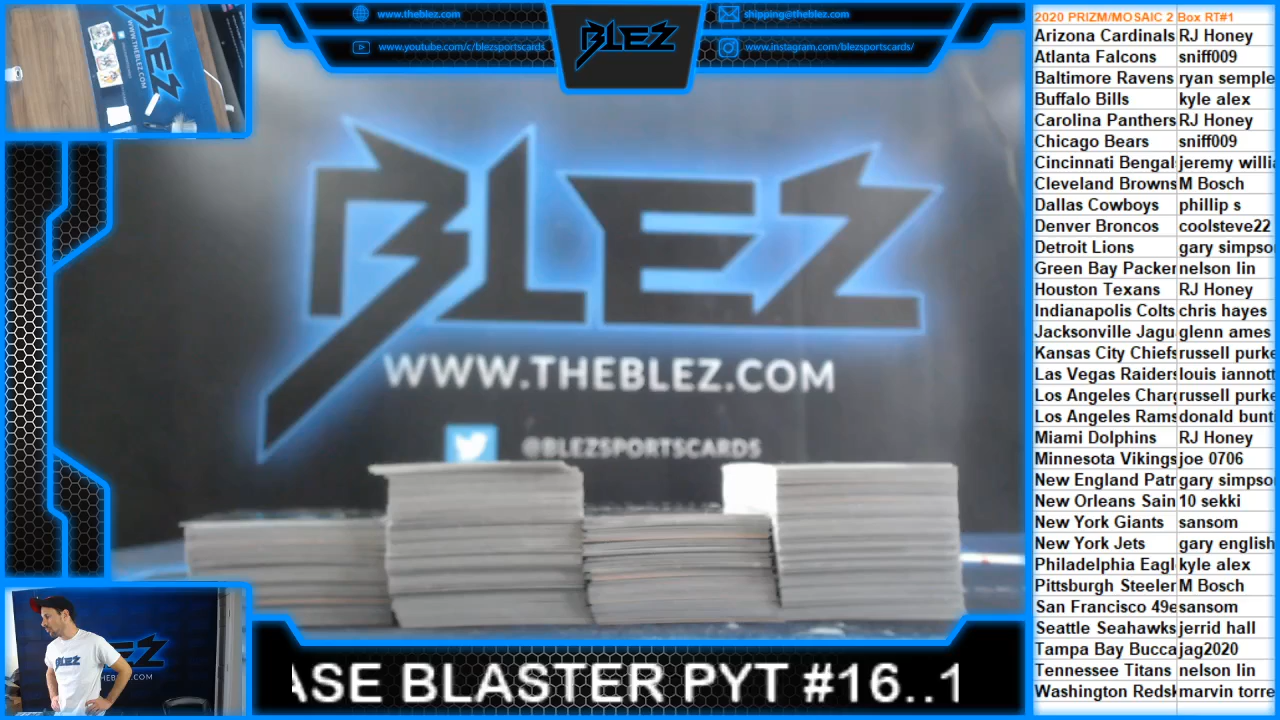 www.theblez.com
shipping@theblez.com
www.youtube.com/c/blezsportscards
www.instagram.com/blezsportscards/
BLEZ
BLEZ
WWW.THEBLEZ.COM
@BLEZSPORTSCARDS
BLEZ
WWW.THEBLEZ.COM
BLEZ
ASE BLASTER PYT #16..1
2020 PRIZM/MOSAIC 2 Box RT#1
Arizona Cardinals RJ Honey
Atlanta Falcons sniff009
Baltimore Ravens ryan semple
Buffalo Bills kyle alex
Carolina Panthers RJ Honey
Chicago Bears sniff009
Cincinnati Bengal jeremy willia
Cleveland Browns M Bosch
Dallas Cowboys phillip s
Denver Broncos coolsteve22
Detroit Lions gary simpso
Green Bay Packer nelson lin
Houston Texans RJ Honey
Indianapolis Colts chris hayes
Jacksonville Jagu glenn ames
Kansas City Chiefs russell purke
Las Vegas Raiders louis iannott
Los Angeles Charg russell purke
Los Angeles Rams donald bunt
Miami Dolphins RJ Honey
Minnesota Vikings joe 0706
New England Patr gary simpso
New Orleans Sain 10 sekki
New York Giants sansom
New York Jets gary english
Philadelphia Eagl kyle alex
Pittsburgh Steeler M Bosch
San Francisco 49e sansom
Seattle Seahawks jerrid hall
Tampa Bay Bucca jag2020
Tennessee Titans nelson lin
Washington Redsk marvin torre